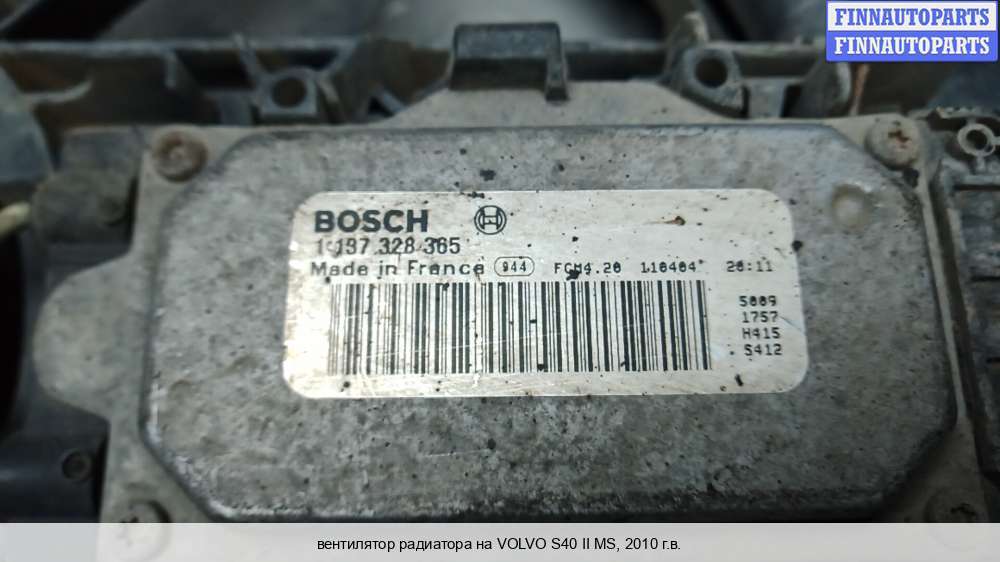 FINNAUTOPARTS
FINNAUTOPARTS
BOSCH
1 137 328 365
Made in France 944 FCM4.20 110404 20:11
5009
1757
H415
S412
вентилятор радиатора на VOLVO S40 II MS, 2010 г.в.